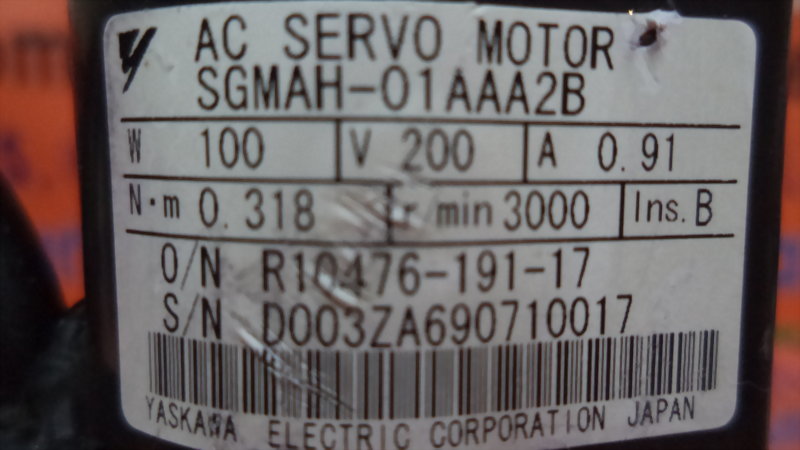 AC SERVO MOTOR
SGMAH-01AAA2B
W 100 V 200 A 0.91
N·m 0.318 r/min 3000 Ins. B
O/N R10476-191-17
S/N D003ZA690710017
YASKAWA ELECTRIC CORPORATION JAPAN